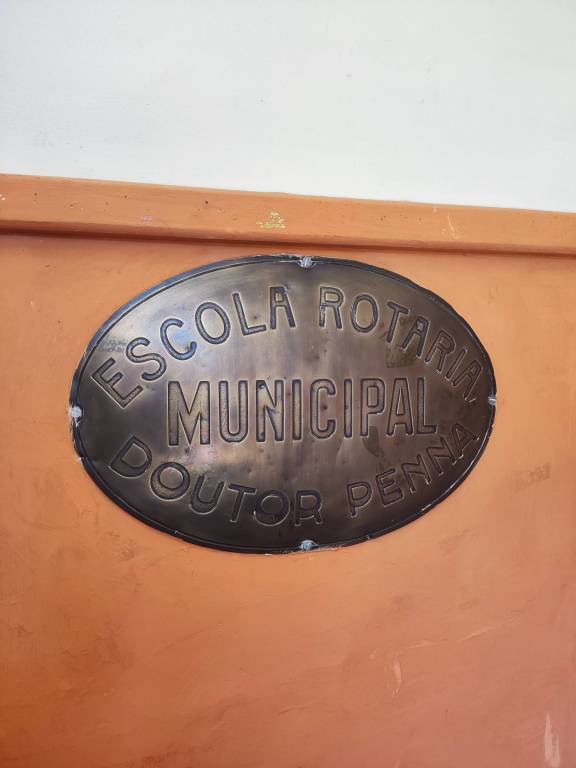 ESCOLA ROTARIA,
MUNICIPAL
DOUTOR PENNA